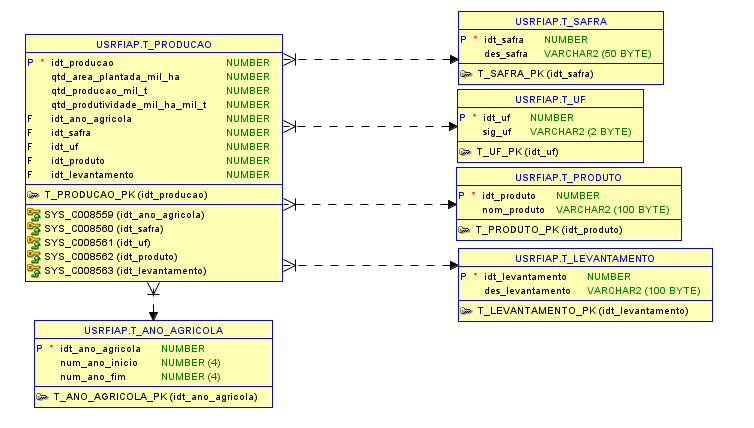 USRFIAP.T_PRODUCAO
P * idt_producao NUMBER
qtd_area_plantada_mil_ha NUMBER
qtd_producao_mil_t NUMBER
qtd_produtividade_mil_ha_mil_t NUMBER
F idt_ano_agricola NUMBER
F idt_safra NUMBER
F idt_uf NUMBER
F idt_produto NUMBER
F idt_levantamento NUMBER
T_PRODUCAO_PK (idt_producao)
SYS_C008559 (idt_ano_agricola)
SYS_C008560 (idt_safra)
SYS_C008561 (idt_uf)
SYS_C008562 (idt_produto)
SYS_C008563 (idt_levantamento)
USRFIAP.T_SAFRA
P * idt_safra NUMBER
des_safra VARCHAR2 (50 BYTE)
T_SAFRA_PK (idt_safra)
USRFIAP.T_UF
P * idt_uf NUMBER
sig_uf VARCHAR2 (2 BYTE)
T_UF_PK (idt_uf)
USRFIAP.T_PRODUTO
P * idt_produto NUMBER
nom_produto VARCHAR2 (100 BYTE)
T_PRODUTO_PK (idt_produto)
USRFIAP.T_LEVANTAMENTO
P * idt_levantamento NUMBER
des_levantamento VARCHAR2 (100 BYTE)
T_LEVANTAMENTO_PK (idt_levantamento)
USRFIAP.T_ANO_AGRICOLA
P * idt_ano_agricola NUMBER
num_ano_inicio NUMBER (4)
num_ano_fim NUMBER (4)
T_ANO_AGRICOLA_PK (idt_ano_agricola)